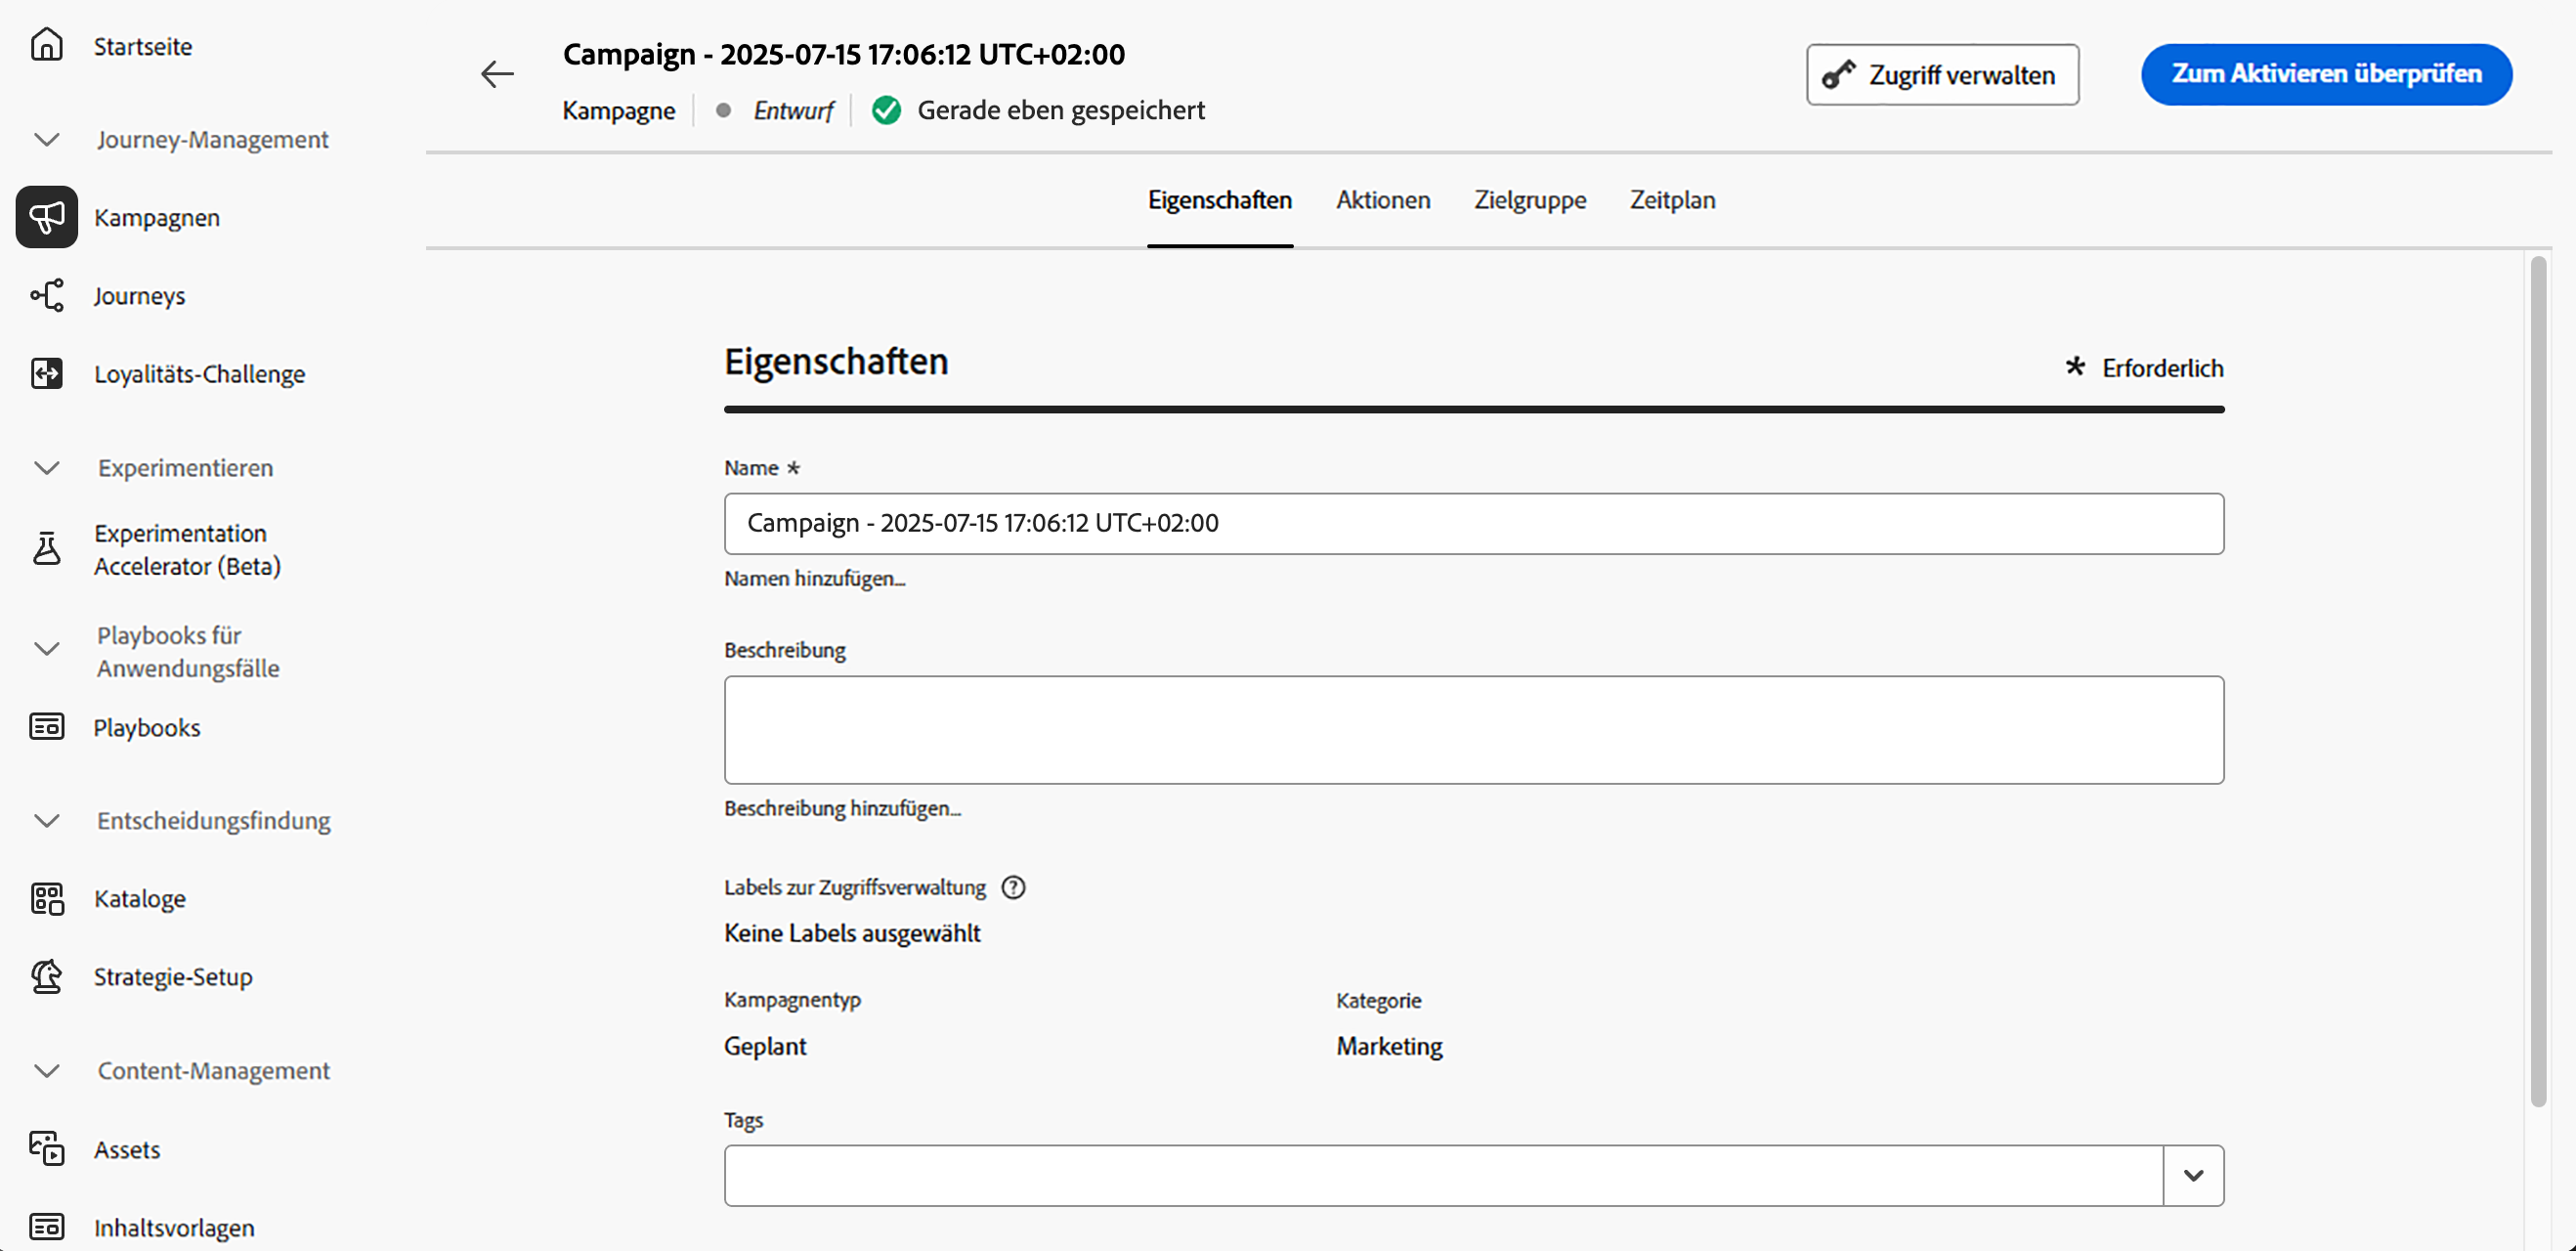 Startseite
Journey-Management
Kampagnen
Journeys
Loyalitäts-Challenge
Experimentieren
Experimentation
Accelerator (Beta)
Playbooks für
Anwendungsfälle
Playbooks
Entscheidungsfindung
Kataloge
Strategie-Setup
Content-Management
Assets
Inhaltsvorlagen
Campaign - 2025-07-15 17:06:12 UTC+02:00
Kampagne
Entwurf
Gerade eben gespeichert
Zugriff verwalten
Zum Aktivieren überprüfen
Eigenschaften
Aktionen
Zielgruppe
Zeitplan
Eigenschaften
* Erforderlich
Name *
Campaign - 2025-07-15 17:06:12 UTC+02:00
Namen hinzufügen...
Beschreibung
Beschreibung hinzufügen...
Labels zur Zugriffsverwaltung
Keine Labels ausgewählt
Kampagnentyp
Geplant
Kategorie
Marketing
Tags